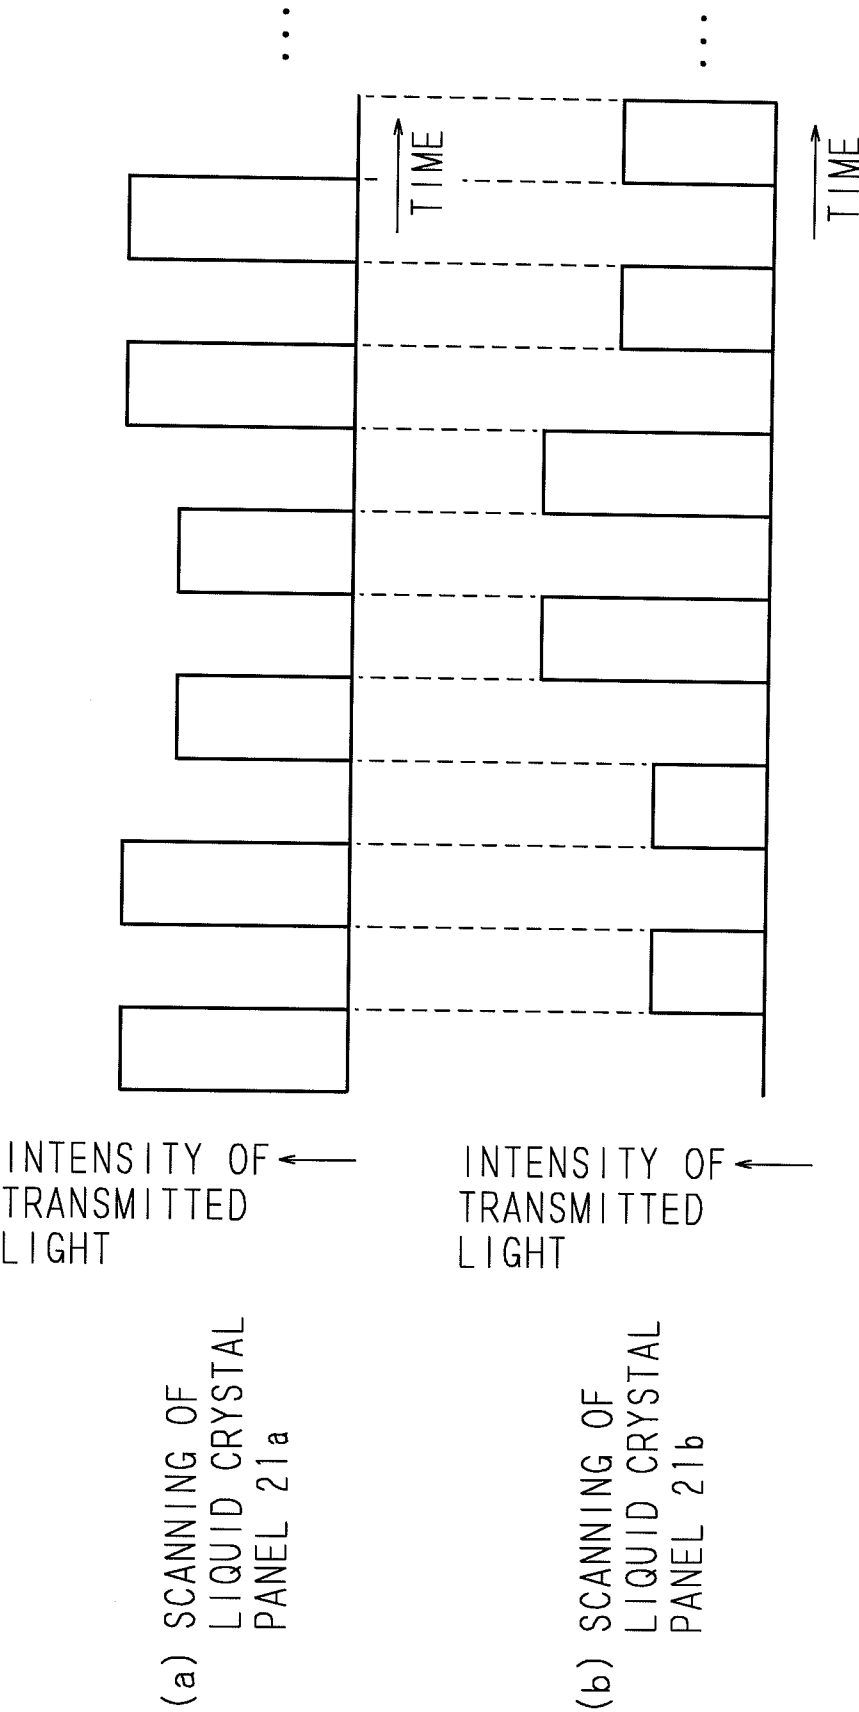 (a) SCANNING OF
LIQUID CRYSTAL
PANEL 21a
INTENSITY OF
TRANSMITTED
LIGHT
TIME
...
(b) SCANNING OF
LIQUID CRYSTAL
PANEL 21b
INTENSITY OF
TRANSMITTED
LIGHT
TIME
...